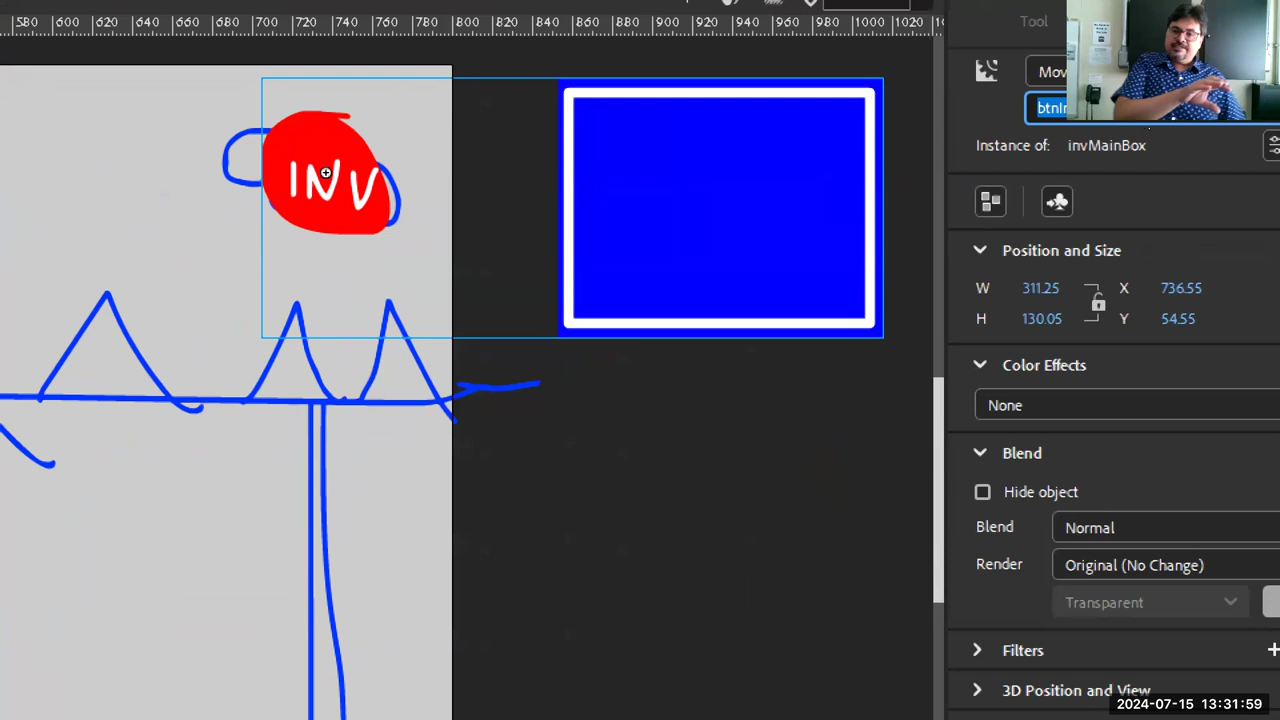 580 600 620 640 660 680 700 720 740 760 780 800 820 840 860 880 900 920 940 960 980 1000 1020
Tool
Mov
btnIn
Instance of: invMainBox
INV
Position and Size
W 311.25 X 736.55
H 130.05 Y 54.55
Color Effects
None
Blend
Hide object
Blend Normal
Render Original (No Change)
Transparent
Filters
3D Position and View
2024-07-15 13:31:59